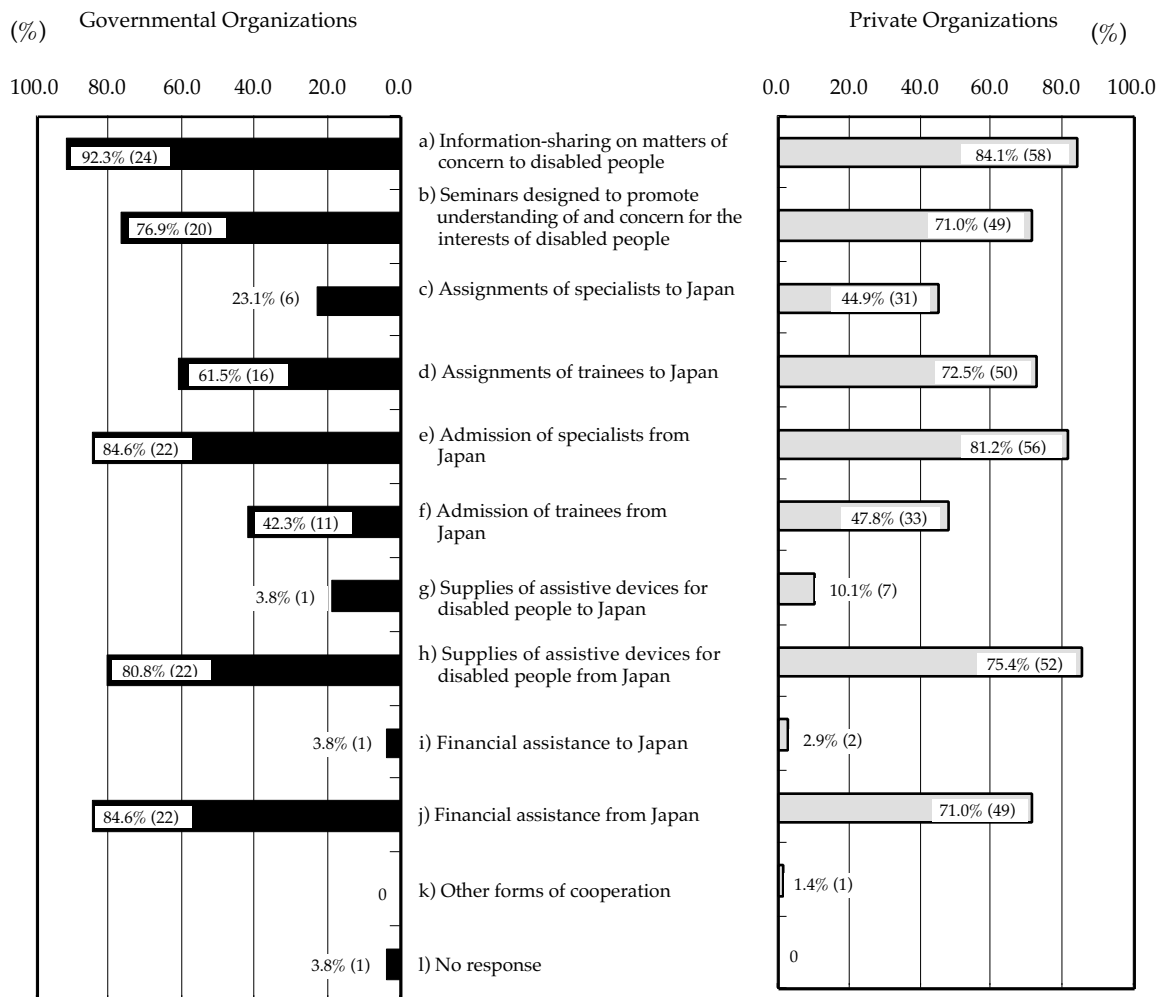 Governmental Organizations
Private Organizations
(%)
(%)
100.0 80.0 60.0 40.0 20.0 0.0
0.0 20.0 40.0 60.0 80.0 100.0
92.3% (24)
a) Information-sharing on matters of
concern to disabled people
84.1% (58)
76.9% (20)
b) Seminars designed to promote
understanding of and concern for the
interests of disabled people
71.0% (49)
23.1% (6)
c) Assignments of specialists to Japan
44.9% (31)
61.5% (16)
d) Assignments of trainees to Japan
72.5% (50)
84.6% (22)
e) Admission of specialists from
Japan
81.2% (56)
42.3% (11)
f) Admission of trainees from
Japan
47.8% (33)
3.8% (1)
g) Supplies of assistive devices for
disabled people to Japan
10.1% (7)
80.8% (22)
h) Supplies of assistive devices for
disabled people from Japan
75.4% (52)
3.8% (1)
i) Financial assistance to Japan
2.9% (2)
84.6% (22)
j) Financial assistance from Japan
71.0% (49)
0
k) Other forms of cooperation
1.4% (1)
3.8% (1)
l) No response
0